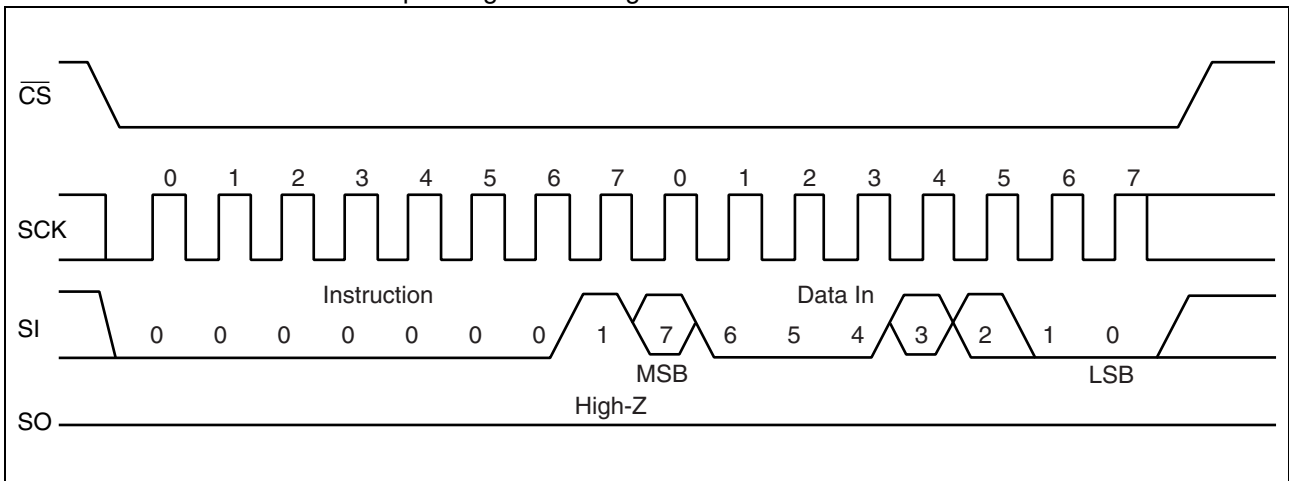 CS
0 1 2 3 4 5 6 7 0 1 2 3 4 5 6 7
SCK
Instruction Data In
SI 0 0 0 0 0 0 0 1 7 6 5 4 3 2 1 0
MSB LSB
High-Z
SO